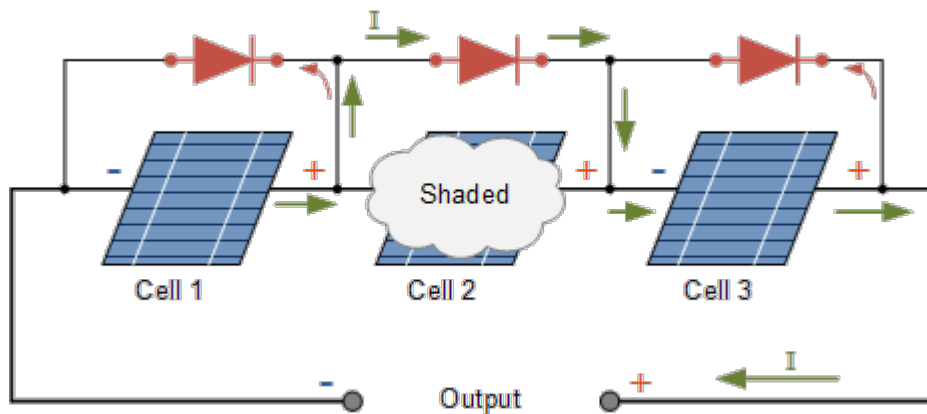 I
- +
Shaded
+ - +
Cell 1
Cell 2
Cell 3
I
- Output +